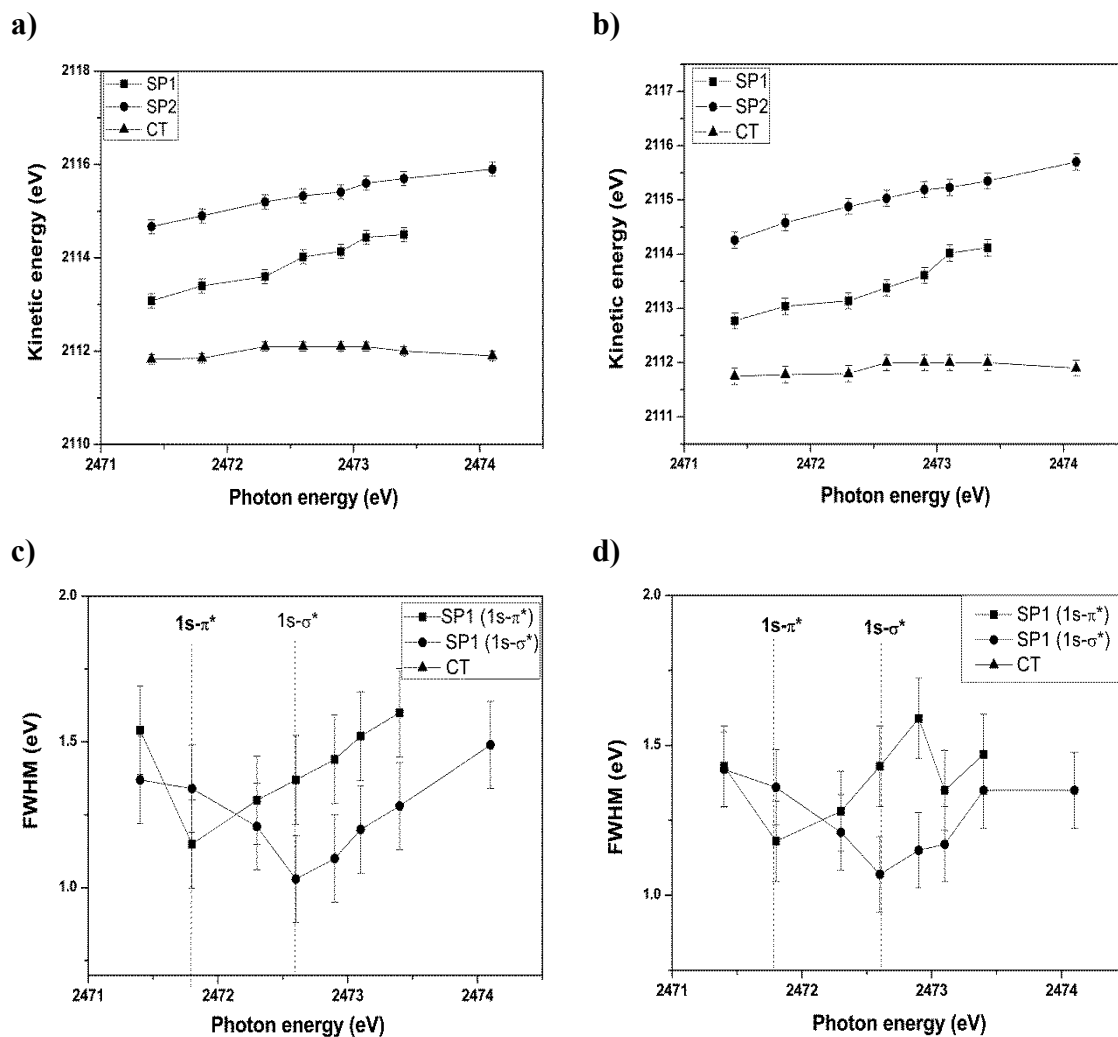 a)
SP1
SP2
CT
2118
2116
2114
2112
2110
Kinetic energy (eV)
2471
2472
2473
2474
Photon energy (eV)
b)
SP1
SP2
CT
2117
2116
2115
2114
2113
2112
2111
Kinetic energy (eV)
2471
2472
2473
2474
Photon energy (eV)
c)
1s-π*
1s-σ*
SP1 (1s-π*)
SP1 (1s-σ*)
CT
2.0
1.5
1.0
FWHM (eV)
2471
2472
2473
2474
Photon energy (eV)
d)
1s-π*
1s-σ*
SP1 (1s-π*)
SP1 (1s-σ*)
CT
2.0
1.5
1.0
FWHM (eV)
2471
2472
2473
2474
Photon energy (eV)